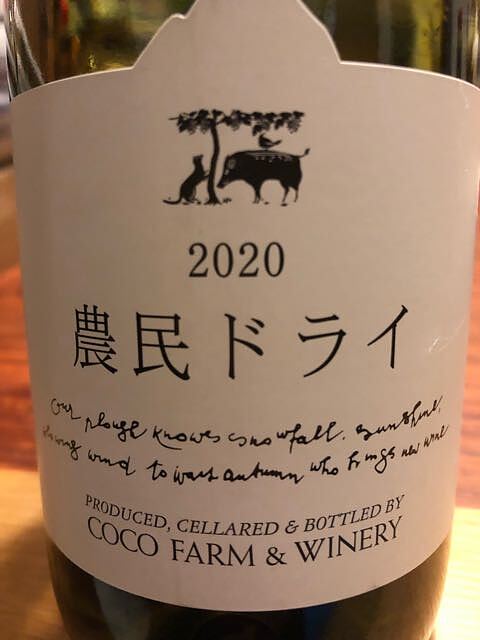 2020
農民ドライ
our plough knows snowfall, sunshine,
blowing wind to wait autumn who brings new wine
PRODUCED, CELLARED & BOTTLED BY
COCO FARM & WINERY